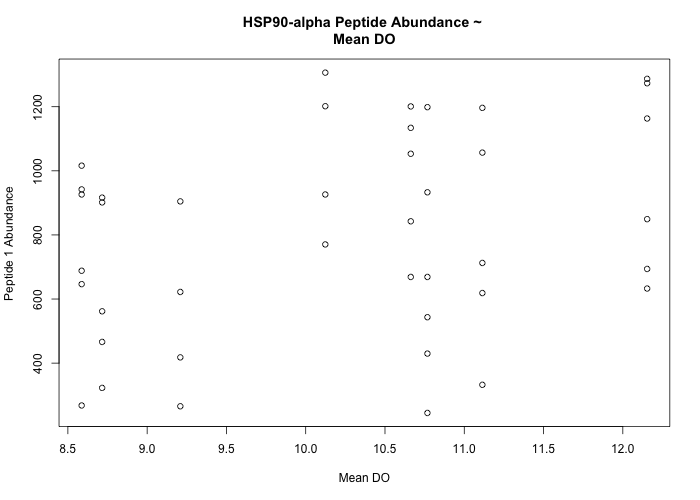 HSP90-alpha Peptide Abundance ~
Mean DO
1200
1000
800
600
400
Peptide 1 Abundance
8.5 9.0 9.5 10.0 10.5 11.0 11.5 12.0
Mean DO